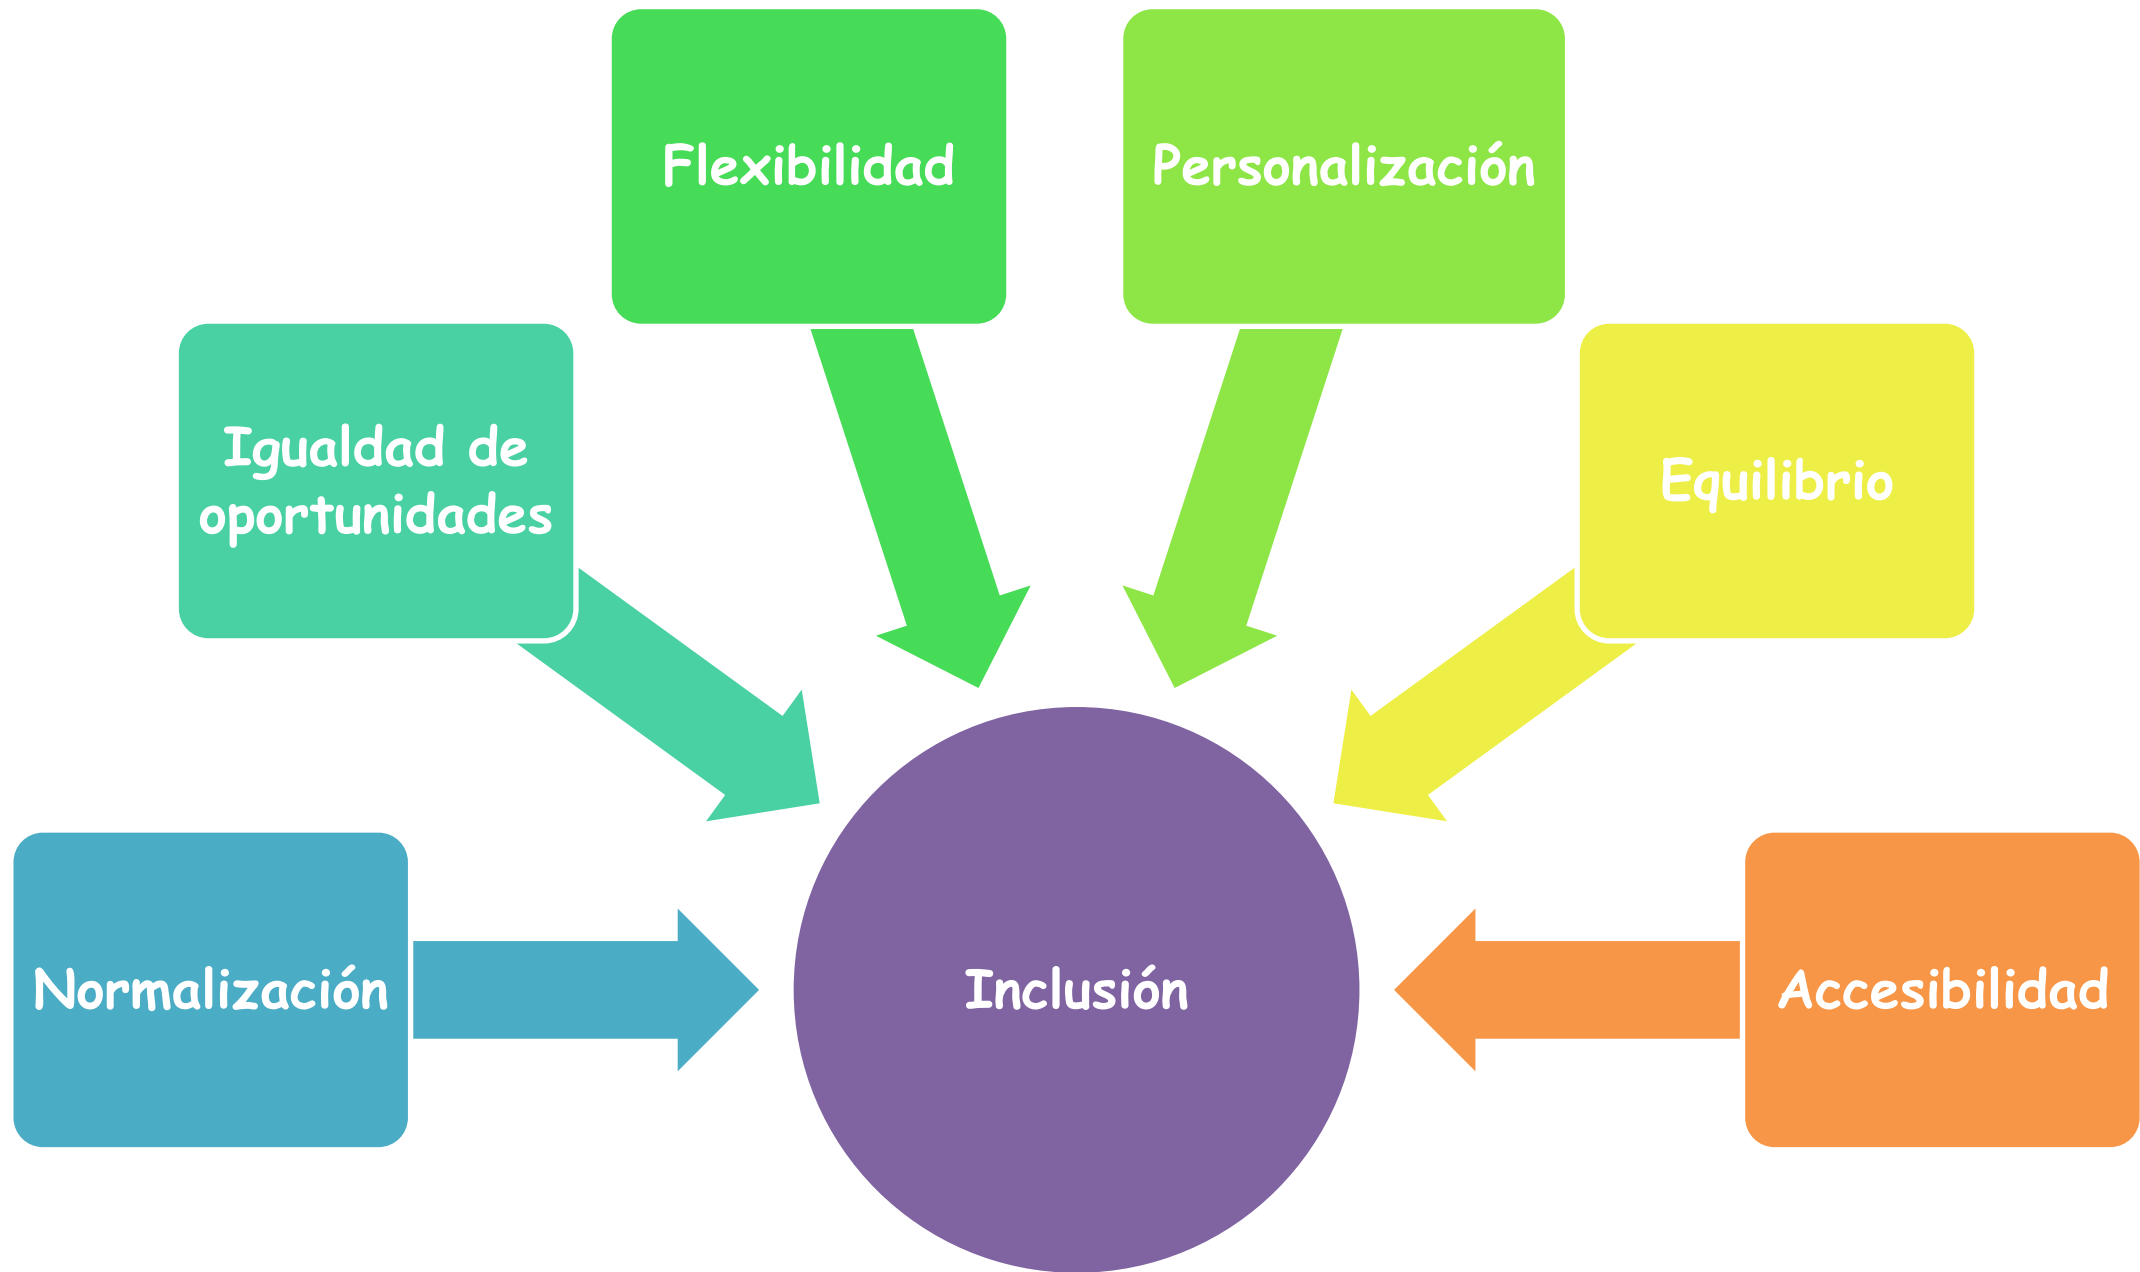 Flexibilidad
Personalización
Igualdad de
oportunidades
Equilibrio
Normalización
Inclusión
Accesibilidad